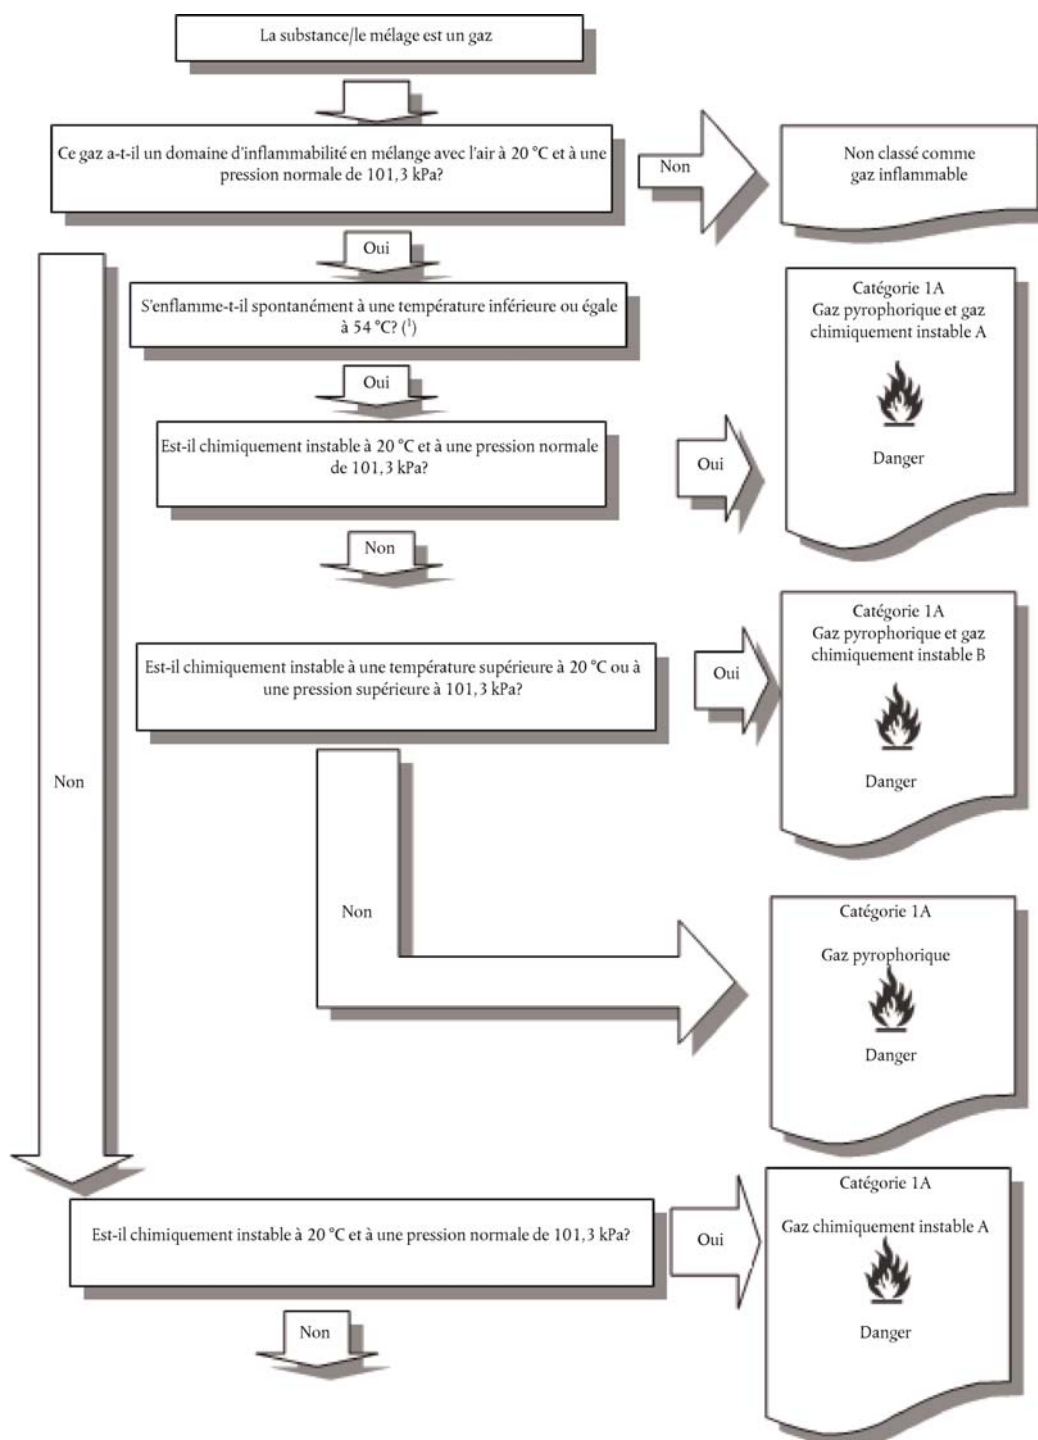 La substance/le mélage est un gaz
Ce gaz a-t-il un domaine d'inflammabilité en mélange avec l'air à 20 °C et à une
pression normale de 101,3 kPa?
Non
Non classé comme
gaz inflammable
Oui
S'enflamme-t-il spontanément à une température inférieure ou égale
à 54 °C? (¹)
Catégorie 1A
Gaz pyrophorique et gaz
chimiquement instable A
Danger
Oui
Est-il chimiquement instable à 20 °C et à une pression normale
de 101,3 kPa?
Oui
Non
Est-il chimiquement instable à une température supérieure à 20 °C ou à
une pression supérieure à 101,3 kPa?
Oui
Catégorie 1A
Gaz pyrophorique et gaz
chimiquement instable B
Danger
Non
Non
Catégorie 1A
Gaz pyrophorique
Danger
Est-il chimiquement instable à 20 °C et à une pression normale de 101,3 kPa?
Oui
Catégorie 1A
Gaz chimiquement instable A
Danger
Non